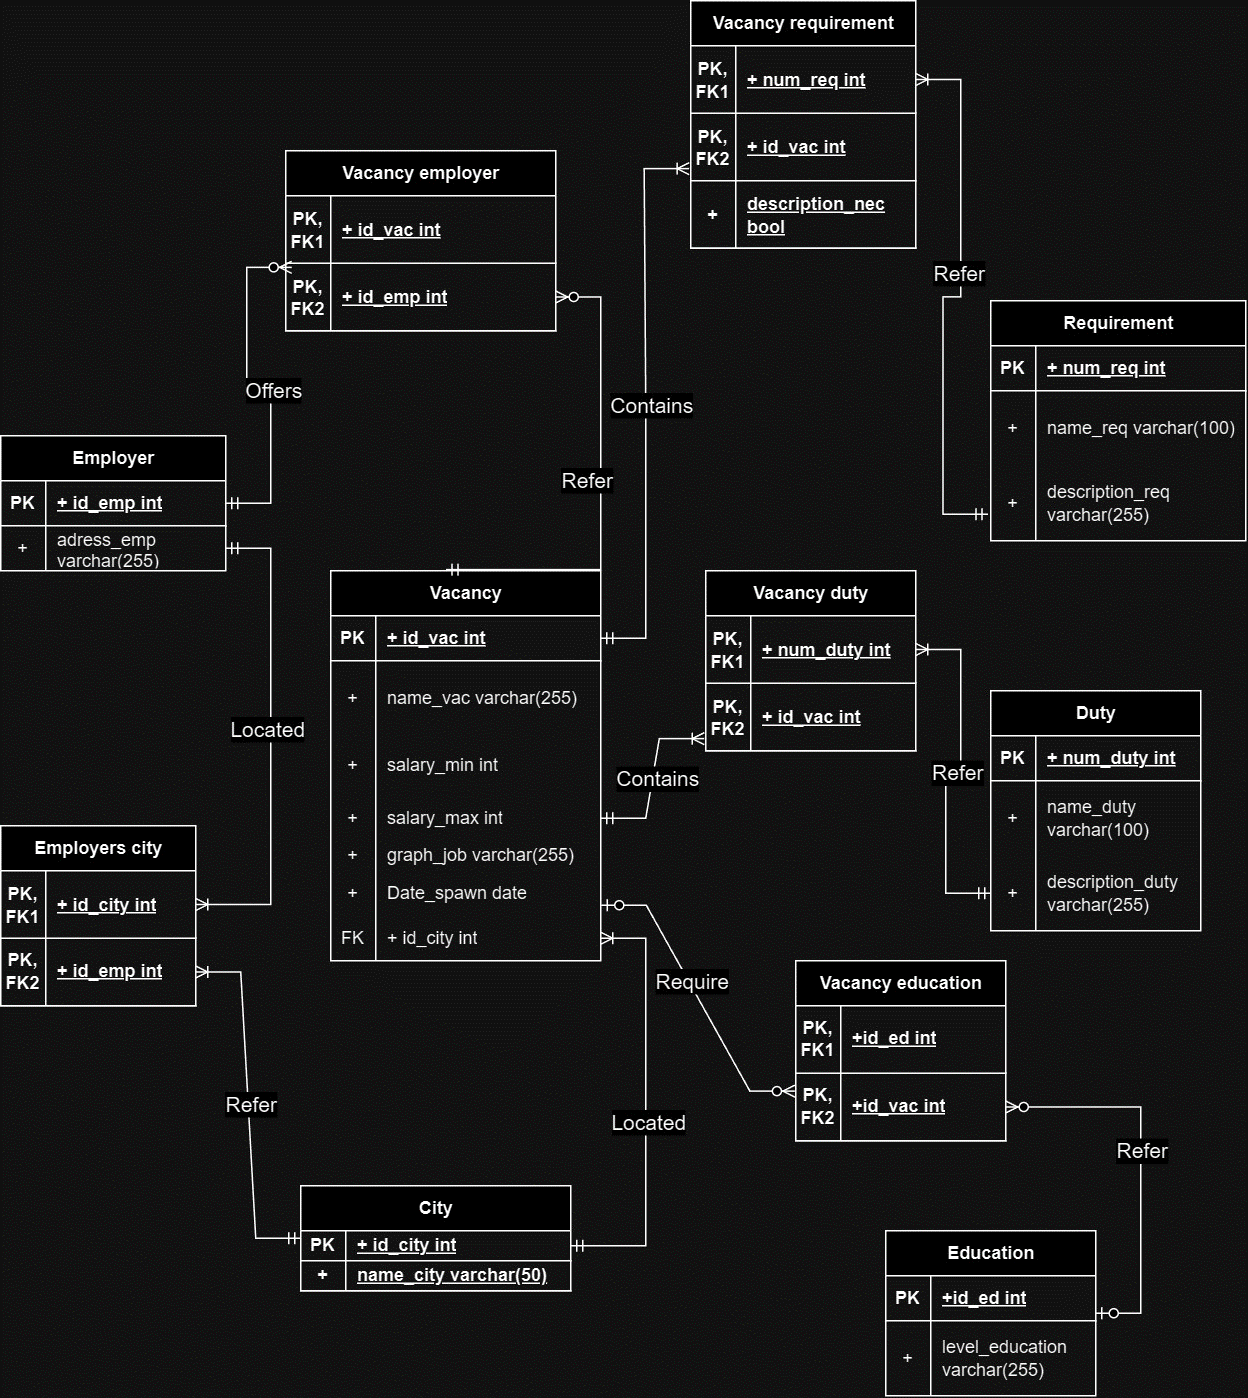 Vacancy requirement
PK,
FK1
+ num_req int
PK,
FK2
+ id_vac int
+
description_nec
bool
Vacancy employer
PK,
FK1
+ id_vac int
PK,
FK2
+ id_emp int
Refer
Requirement
PK
+ num_req int
+
name_req varchar(100)
+
description_req
varchar(255)
Offers
Contains
Employer
PK
+ id_emp int
+
adress_emp
varchar(255)
Refer
Vacancy
PK
+ id_vac int
+
name_vac varchar(255)
+
salary_min int
+
salary_max int
+
graph_job varchar(255)
+
Date_spawn date
FK
+ id_city int
Vacancy duty
PK,
FK1
+ num_duty int
PK,
FK2
+ id_vac int
Duty
PK
+ num_duty int
+
name_duty
varchar(100)
+
description_duty
varchar(255)
Located
Contains
Refer
Employers city
PK,
FK1
+ id_city int
PK,
FK2
+ id_emp int
Require
Vacancy education
PK,
FK1
+id_ed int
PK,
FK2
+id_vac int
Refer
Located
Refer
City
PK
+ id_city int
+
name_city varchar(50)
Education
PK
+id_ed int
+
level_education
varchar(255)